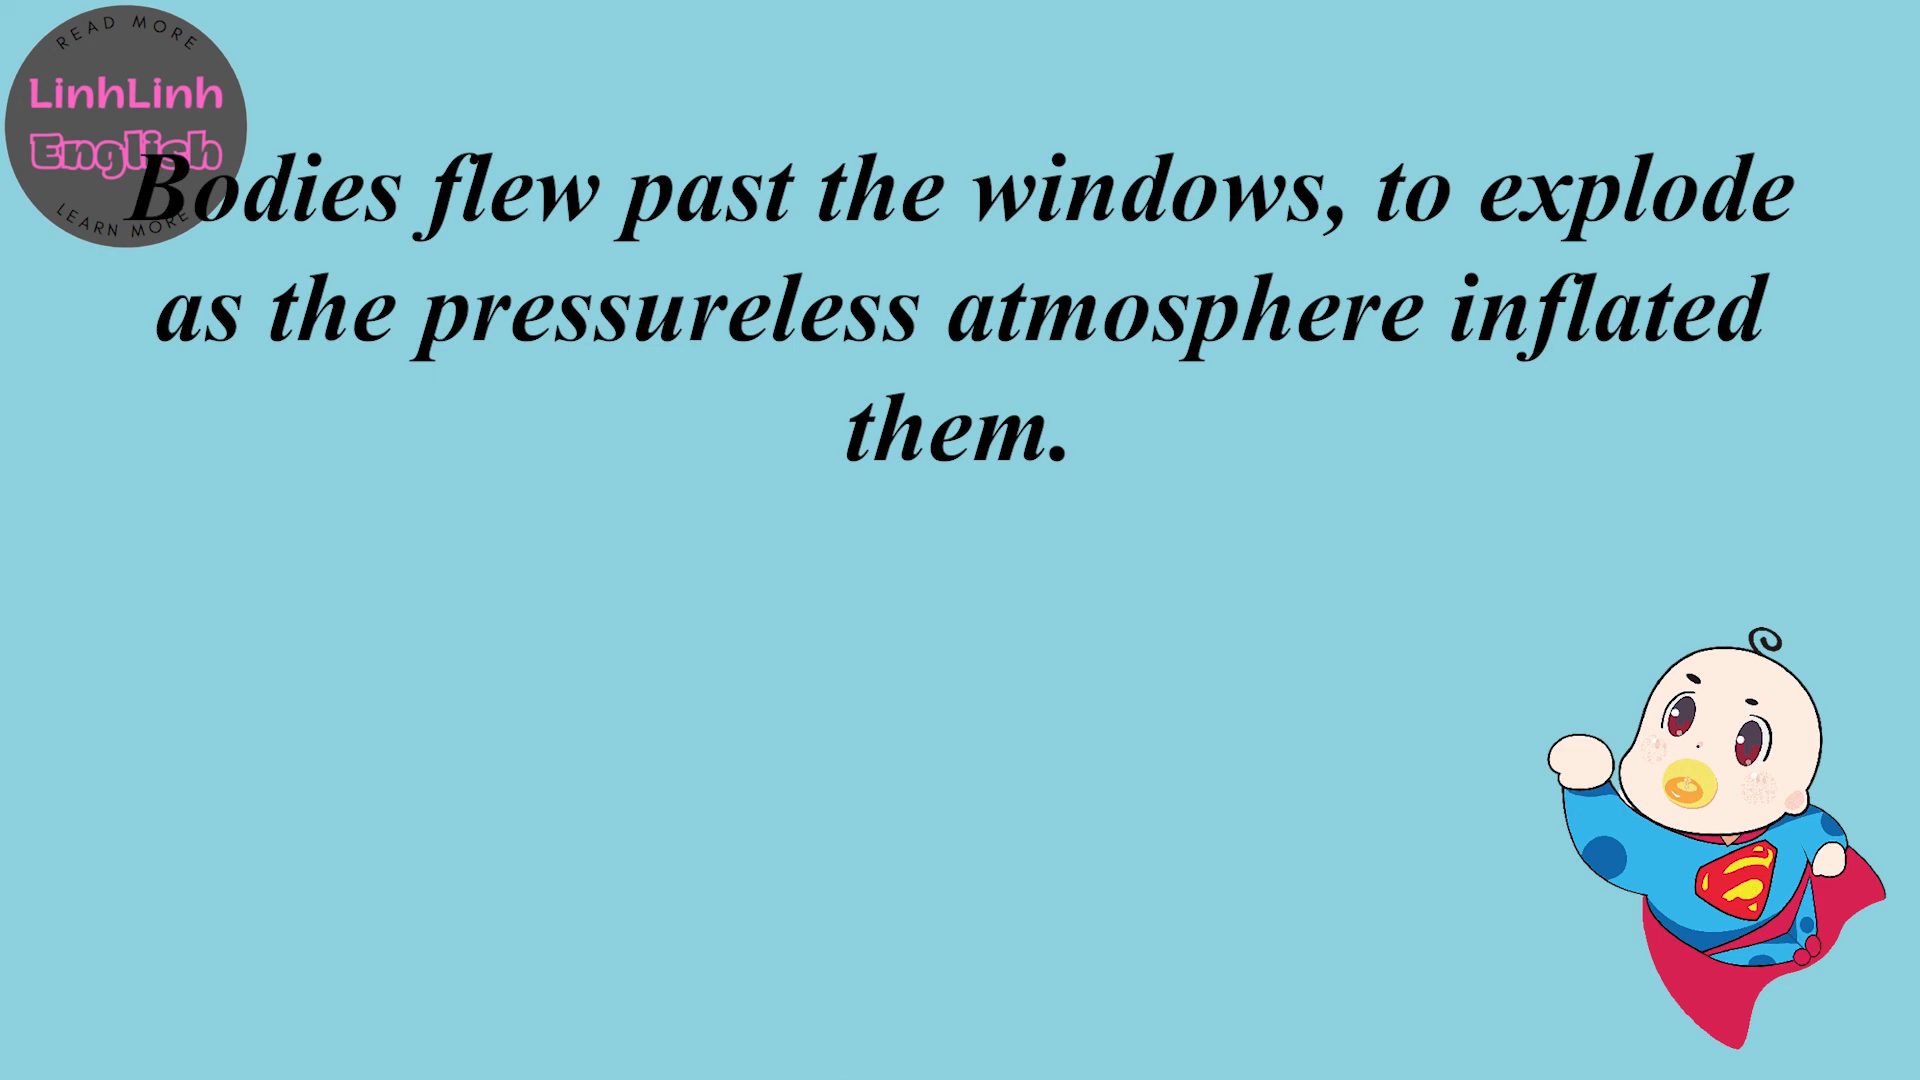 READ MORE
LinhLinh
English
LEARN MORE
Bodies flew past the windows, to explode
as the pressureless atmosphere inflated
them.